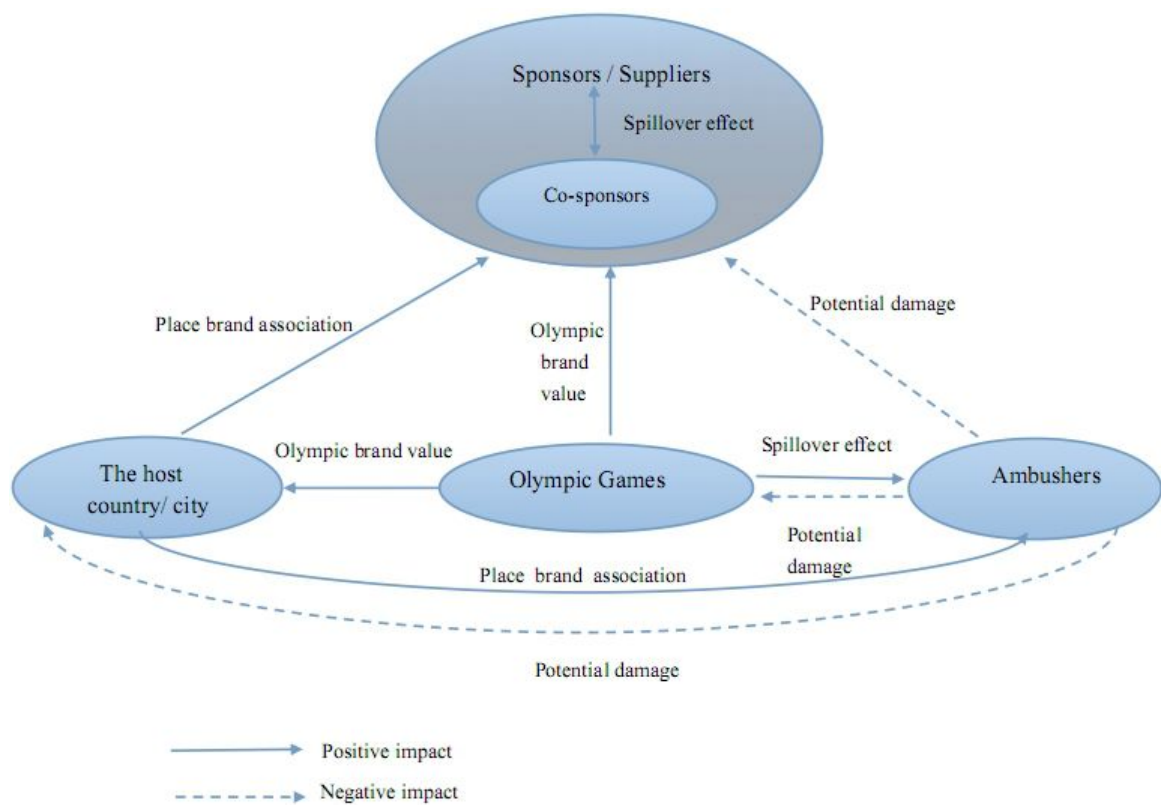 Sponsors / Suppliers
Spillover effect
Co-sponsors
Place brand association
Olympic
brand
value
Potential damage
The host
country/ city
Olympic brand value
Olympic Games
Spillover effect
Ambushers
Potential
damage
Place brand association
Potential damage
Positive impact
Negative impact